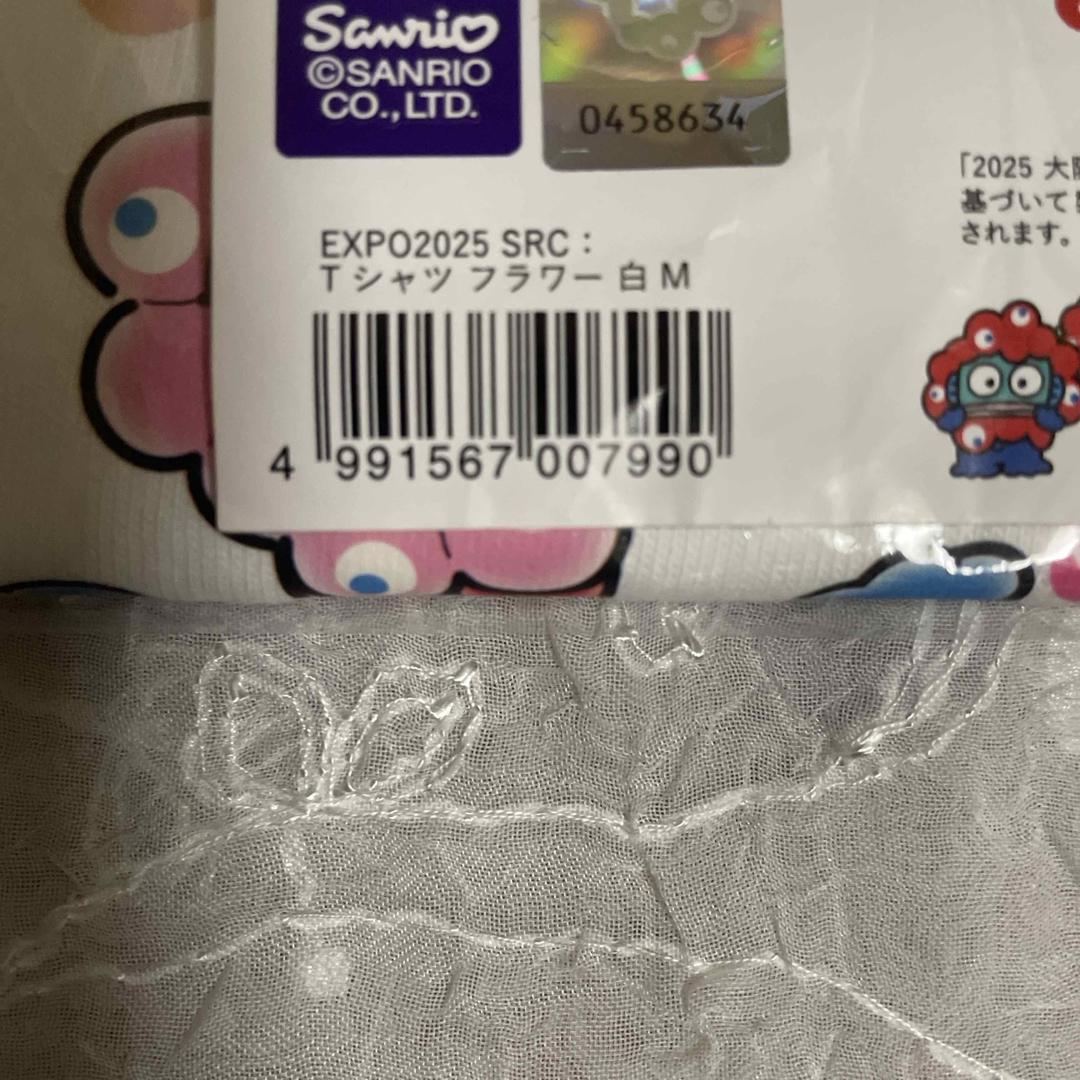 Sanrio
©SANRIO
CO., LTD.
0458634
「2025 大阪
基づいて
されます。
EXPO2025 SRC：
Tシャツ フラワー 白 M
4 991567 007990